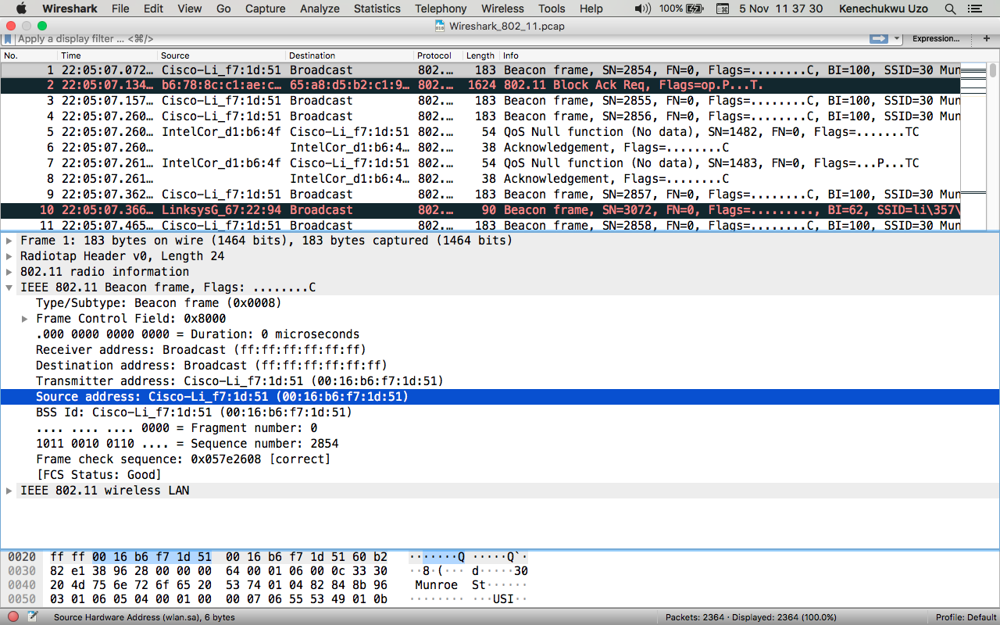 Wireshark File Edit View Go Capture Analyze Statistics Telephony Wireless Tools Help 100% 5 Nov 11 37 30 Kenechukwu Uzo
Wireshark_802_11.pcap
Apply a display filter … <⌘/> Expression… +
No. Time Source Destination Protocol Length Info
1 22:05:07.072… Cisco-Li_f7:1d:51 Broadcast 802.… 183 Beacon frame, SN=2854, FN=0, Flags=........C, BI=100, SSID=30 Mun
2 22:05:07.134… b6:78:8c:c1:ae:c… 65:a8:d5:b2:c1:9… 802.… 1624 802.11 Block Ack Req, Flags=op.P...T.
3 22:05:07.157… Cisco-Li_f7:1d:51 Broadcast 802.… 183 Beacon frame, SN=2855, FN=0, Flags=........C, BI=100, SSID=30 Mun
4 22:05:07.260… Cisco-Li_f7:1d:51 Broadcast 802.… 183 Beacon frame, SN=2856, FN=0, Flags=........C, BI=100, SSID=30 Mun
5 22:05:07.260… IntelCor_d1:b6:4f Cisco-Li_f7:1d:51 802.… 54 QoS Null function (No data), SN=1482, FN=0, Flags=.......TC
6 22:05:07.260… IntelCor_d1:b6:4… 802.… 38 Acknowledgement, Flags=........C
7 22:05:07.261… IntelCor_d1:b6:4f Cisco-Li_f7:1d:51 802.… 54 QoS Null function (No data), SN=1483, FN=0, Flags=...P...TC
8 22:05:07.261… IntelCor_d1:b6:4… 802.… 38 Acknowledgement, Flags=........C
9 22:05:07.362… Cisco-Li_f7:1d:51 Broadcast 802.… 183 Beacon frame, SN=2857, FN=0, Flags=........C, BI=100, SSID=30 Mun
10 22:05:07.366… LinksysG_67:22:94 Broadcast 802.… 90 Beacon frame, SN=3072, FN=0, Flags=........., BI=62, SSID=li\357\
11 22:05:07.465… Cisco-Li_f7:1d:51 Broadcast 802.… 183 Beacon frame, SN=2858, FN=0, Flags=........C, BI=100, SSID=30 Mun
Frame 1: 183 bytes on wire (1464 bits), 183 bytes captured (1464 bits)
Radiotap Header v0, Length 24
802.11 radio information
IEEE 802.11 Beacon frame, Flags: ........C
Type/Subtype: Beacon frame (0x0008)
Frame Control Field: 0x8000
.000 0000 0000 0000 = Duration: 0 microseconds
Receiver address: Broadcast (ff:ff:ff:ff:ff:ff)
Destination address: Broadcast (ff:ff:ff:ff:ff:ff)
Transmitter address: Cisco-Li_f7:1d:51 (00:16:b6:f7:1d:51)
Source address: Cisco-Li_f7:1d:51 (00:16:b6:f7:1d:51)
BSS Id: Cisco-Li_f7:1d:51 (00:16:b6:f7:1d:51)
.... .... .... 0000 = Fragment number: 0
1011 0010 0110 .... = Sequence number: 2854
Frame check sequence: 0x057e2608 [correct]
[FCS Status: Good]
IEEE 802.11 wireless LAN
0020 ff ff 00 16 b6 f7 1d 51 00 16 b6 f7 1d 51 60 b2 ·······Q ·····Q`·
0030 82 e1 38 96 28 00 00 00 64 00 01 06 00 0c 33 30 ··8·(··· d·····30
0040 20 4d 75 6e 72 6f 65 20 53 74 01 04 82 84 8b 96 Munroe St······
0050 03 01 06 05 04 00 01 00 00 07 06 55 53 49 01 0b ········ ···USI··
Source Hardware Address (wlan.sa), 6 bytes Packets: 2364 · Displayed: 2364 (100.0%) Profile: Default